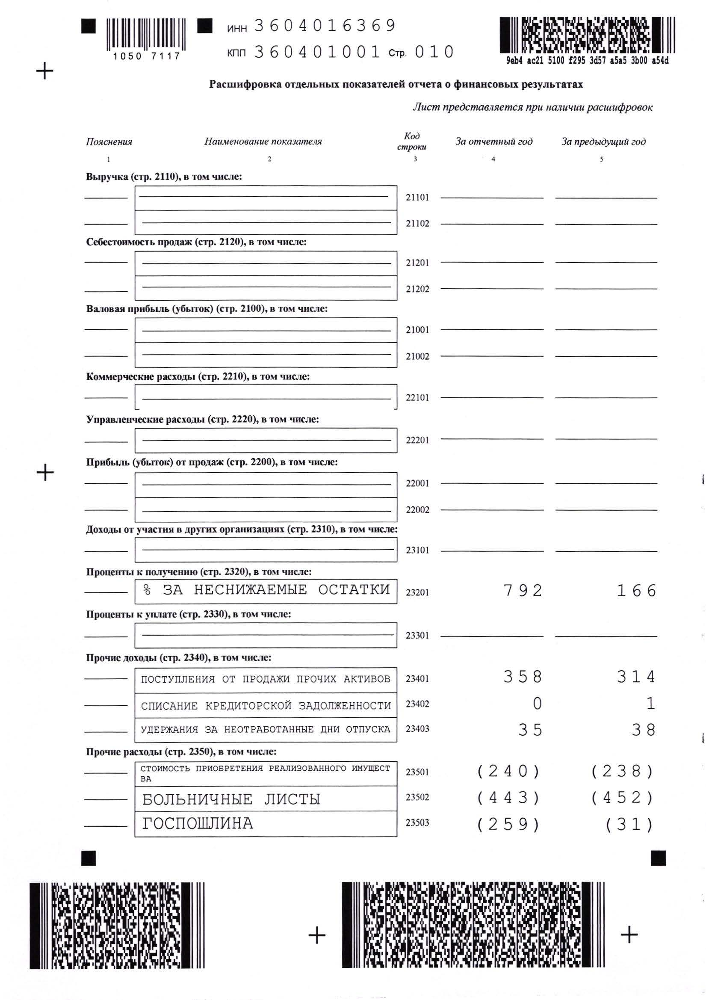 ИНН 3604016369
1050 7117
КПП 360401001 Стр. 010
9eb4 ac21 5100 f295 3d57 a5a5 3b00 a54d
Расшифровка отдельных показателей отчета о финансовых результатах
Лист представляется при наличии расшифровок
Пояснения Наименование показателя Код строки За отчетный год За предыдущий год
1 2 3 4 5
Выручка (стр. 2110), в том числе:
21101
21102
Себестоимость продаж (стр. 2120), в том числе:
21201
21202
Валовая прибыль (убыток) (стр. 2100), в том числе:
21001
21002
Коммерческие расходы (стр. 2210), в том числе:
22101
Управленческие расходы (стр. 2220), в том числе:
22201
Прибыль (убыток) от продаж (стр. 2200), в том числе:
22001
22002
Доходы от участия в других организациях (стр. 2310), в том числе:
23101
Проценты к получению (стр. 2320), в том числе:
% ЗА НЕСНИЖАЕМЫЕ ОСТАТКИ 23201 792 166
Проценты к уплате (стр. 2330), в том числе:
23301
Прочие доходы (стр. 2340), в том числе:
ПОСТУПЛЕНИЯ ОТ ПРОДАЖИ ПРОЧИХ АКТИВОВ 23401 358 314
СПИСАНИЕ КРЕДИТОРСКОЙ ЗАДОЛЖЕННОСТИ 23402 0 1
УДЕРЖАНИЯ ЗА НЕОТРАБОТАННЫЕ ДНИ ОТПУСКА 23403 35 38
Прочие расходы (стр. 2350), в том числе:
СТОИМОСТЬ ПРИОБРЕТЕНИЯ РЕАЛИЗОВАННОГО ИМУЩЕСТ
ВА 23501 (240) (238)
БОЛЬНИЧНЫЕ ЛИСТЫ 23502 (443) (452)
ГОСПОШЛИНА 23503 (259) (31)